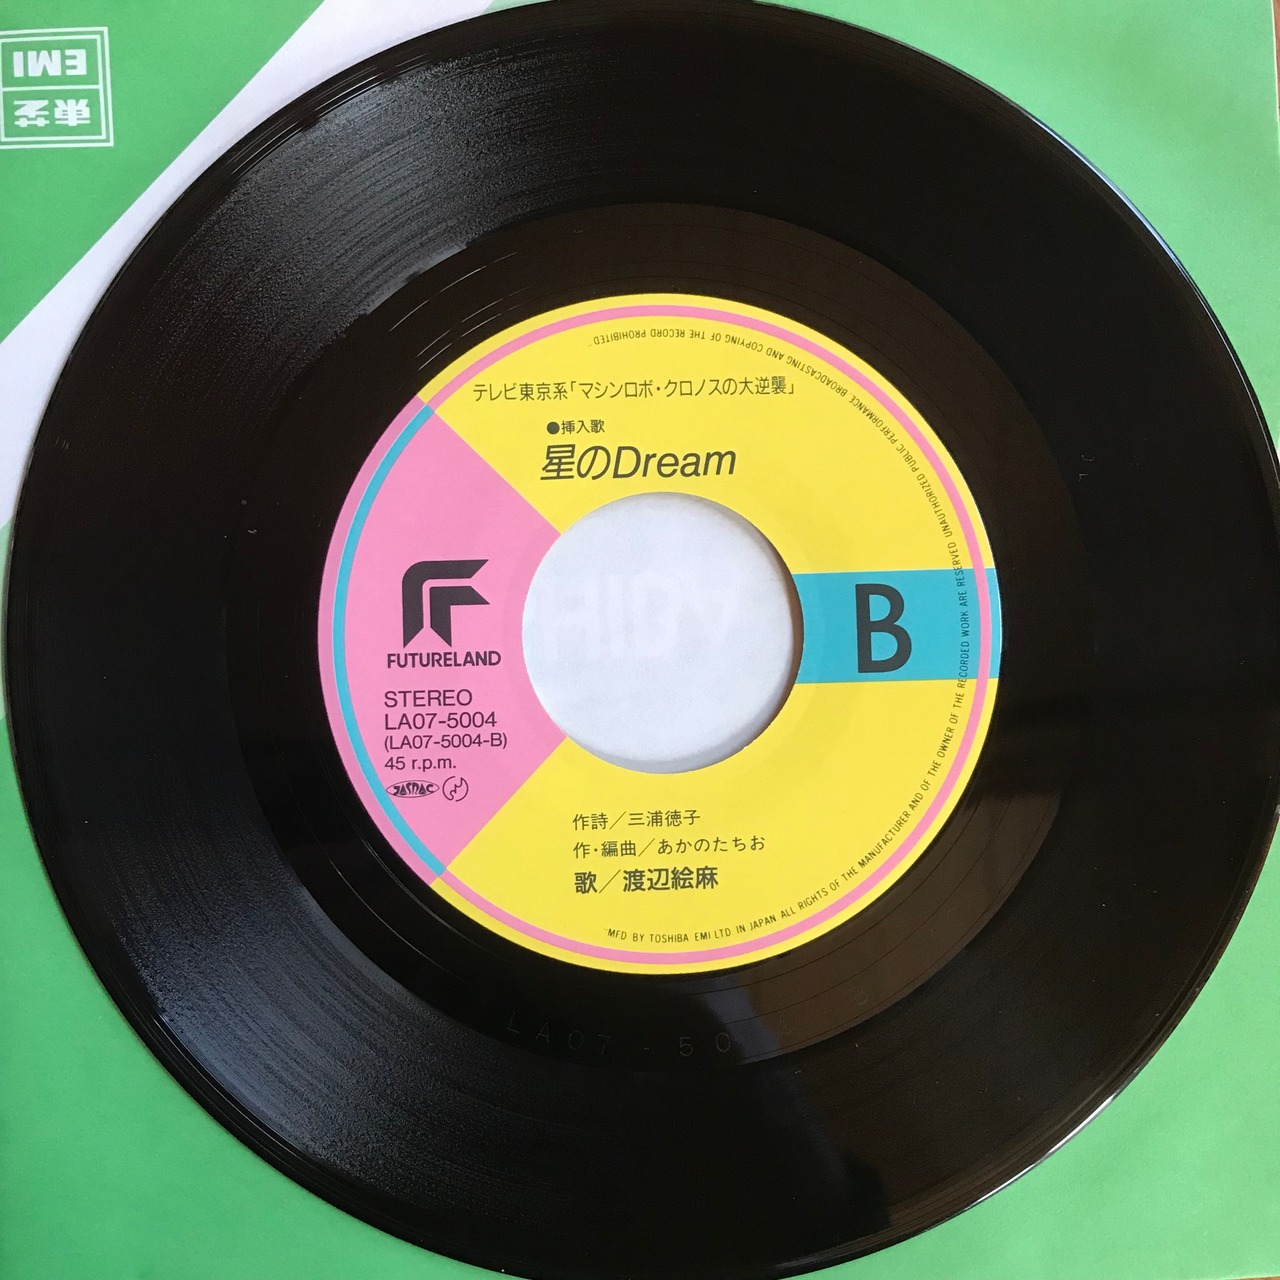 東芝
EMI
テレビ東京系「マシンロボ・クロノスの大逆襲」
●挿入歌
星のDream
B
FUTURELAND
STEREO
LA07-5004
(LA07-5004-B)
45 r.p.m.
JASRAC
作詩／三浦徳子
作・編曲／あかのたちお
歌／渡辺絵麻
"MFD BY TOSHIBA EMI LTD IN JAPAN ALL RIGHTS OF THE MANUFACTURER AND OF THE OWNER OF THE RECORDED WORK ARE RESERVED UNAUTHORIZED PUBLIC PERFORMANCE BROADCASTING AND COPYING OF THE RECORD PROHIBITED"
LA07-50